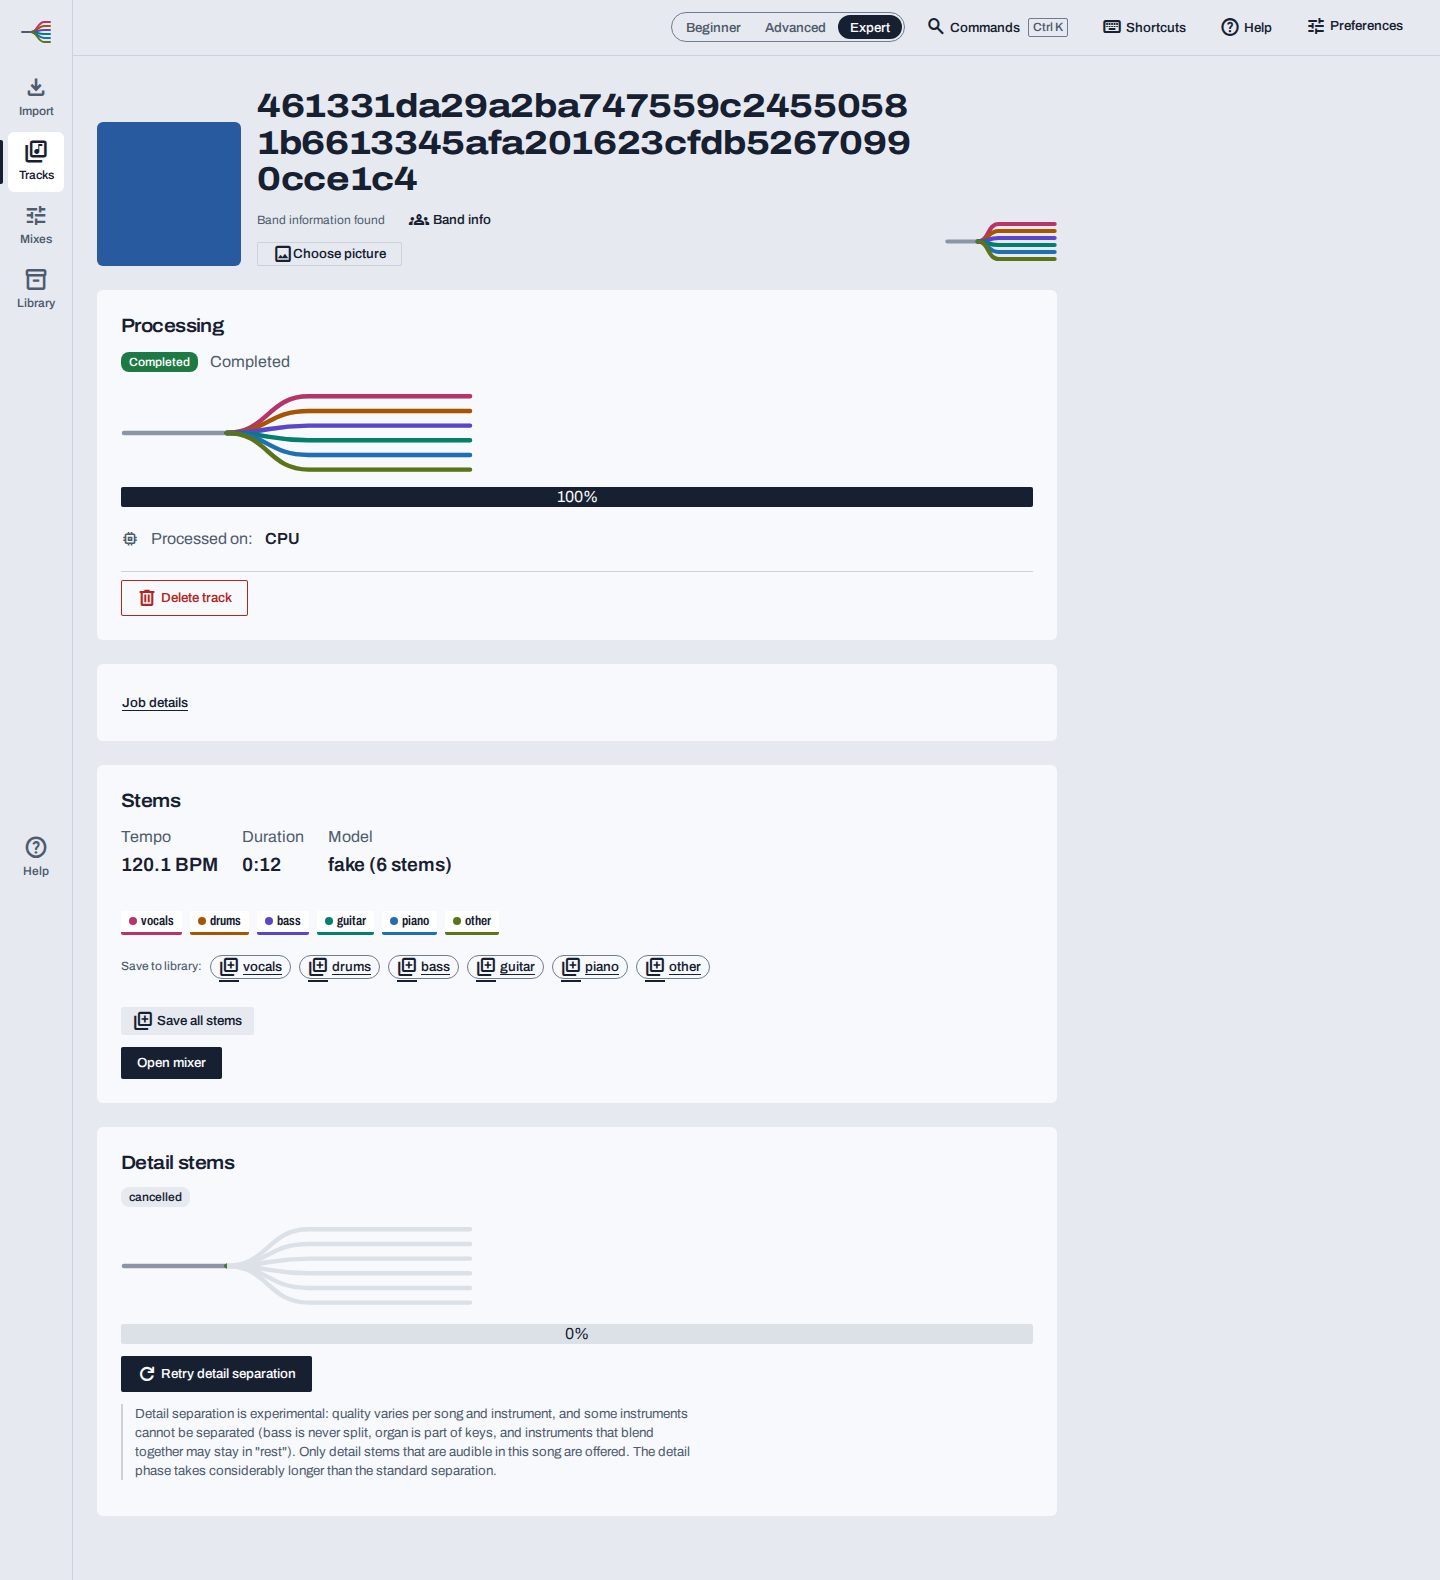 Beginner Advanced Expert Commands Ctrl K Shortcuts Help Preferences
Import
Tracks
Mixes
Library
Help
461331da29a2ba747559c2455058
1b6613345afa201623cfdb5267099
0cce1c4
Band information found Band info
Choose picture
Processing
Completed Completed
100%
Processed on: CPU
Delete track
Job details
Stems
Tempo Duration Model
120.1 BPM 0:12 fake (6 stems)
vocals drums bass guitar piano other
Save to library: vocals drums bass guitar piano other
Save all stems
Open mixer
Detail stems
cancelled
0%
Retry detail separation
Detail separation is experimental: quality varies per song and instrument, and some instruments
cannot be separated (bass is never split, organ is part of keys, and instruments that blend
together may stay in "rest"). Only detail stems that are audible in this song are offered. The detail
phase takes considerably longer than the standard separation.